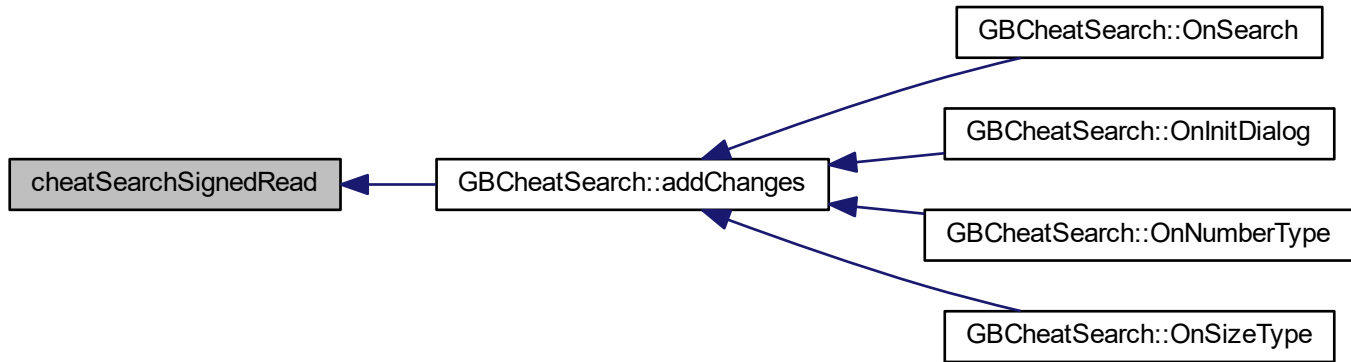 GBCheatSearch::OnSearch
GBCheatSearch::OnInitDialog
cheatSearchSignedRead
GBCheatSearch::addChanges
GBCheatSearch::OnNumberType
GBCheatSearch::OnSizeType